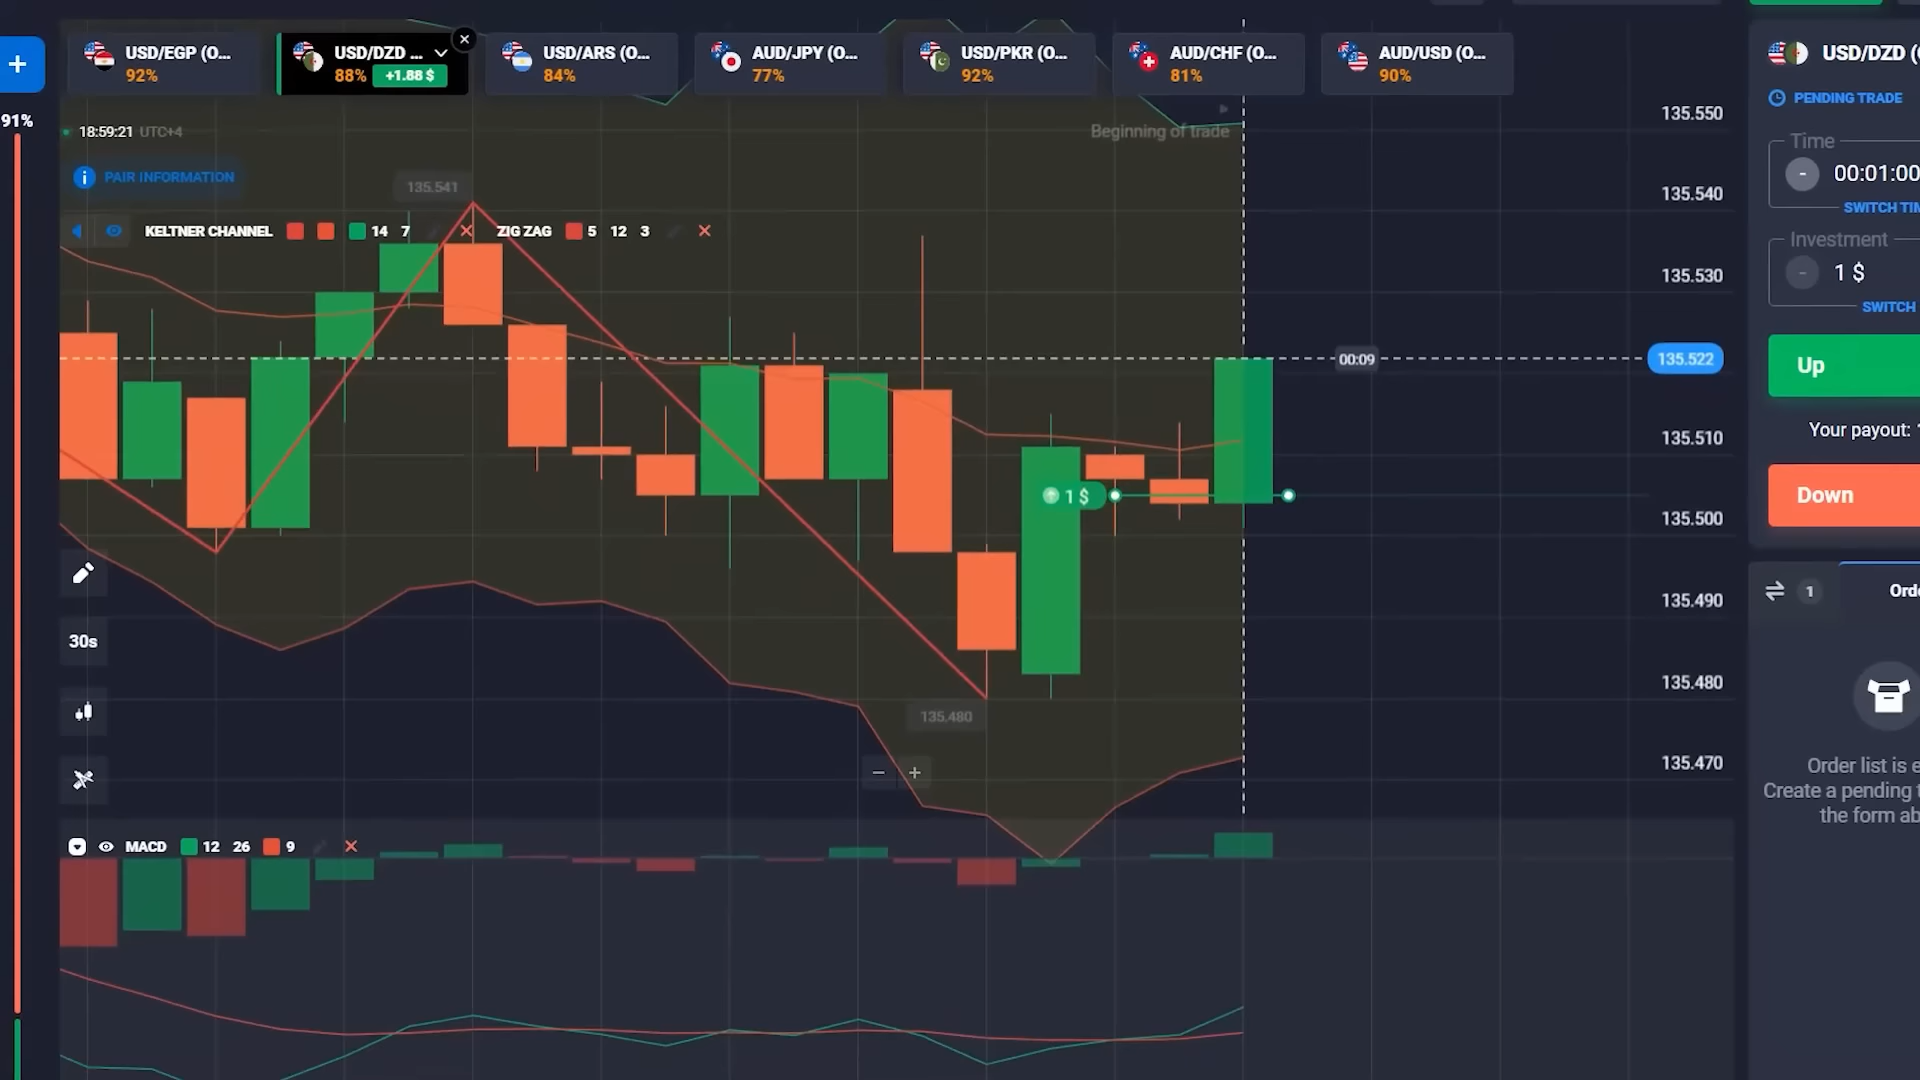 USD/EGP (O...
92%
USD/DZD ...
88% +1.88 $
USD/ARS (O...
84%
AUD/JPY (O...
77%
USD/PKR (O...
92%
AUD/CHF (O...
81%
AUD/USD (O...
90%
91%
18:59:21 UTC+4
Beginning of trade
PAIR INFORMATION
135.541
KELTNER CHANNEL 14 7
ZIG ZAG 5 12 3
135.550
135.540
135.530
00:09
135.522
135.510
135.500
135.490
135.480
135.470
1 $
135.480
30s
MACD 12 26 9
USD/DZD (
PENDING TRADE
Time
00:01:00
SWITCH TIM
Investment
1 $
SWITCH
Up
Your payout:
Down
1
Orde
Order list is e
Create a pending t
the form ab